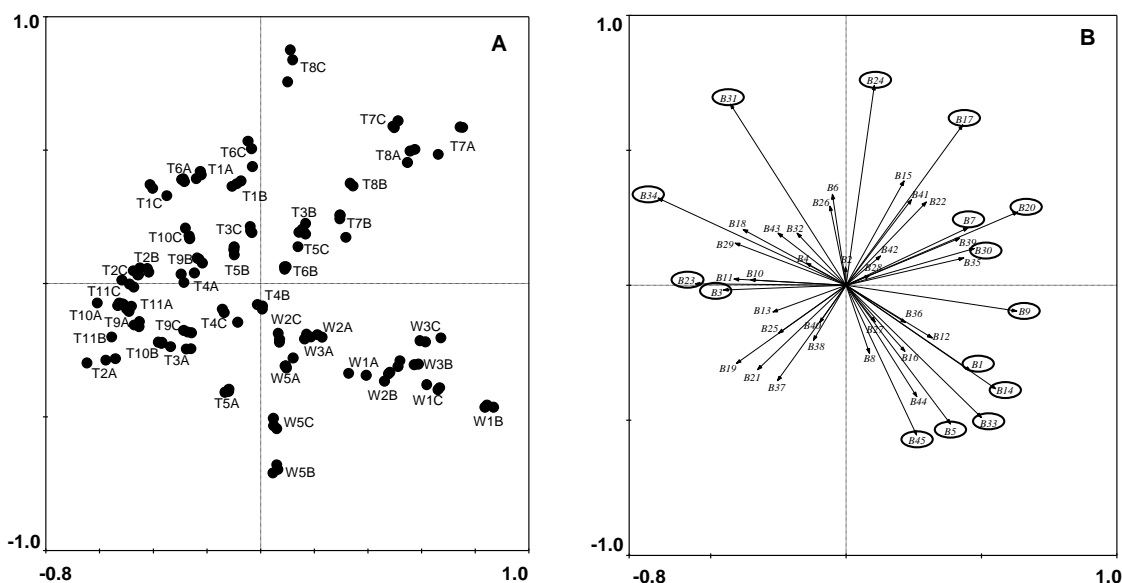 1.0
A
T8C
T7C
T7A
T6C
T8A
T6A
T1A
T8B
T1C
T1B
T3B
T7B
T3C
T10C
T5C
T2B
T9B
T5B
T2C
T6B
T4A
T11C
T10A
T11A
T4B
T9A
T9C
T4C
W2C
W2A
W3C
T11B
T10B
T3A
W3A
T2A
W5A
W1A
W3B
W2B
T5A
W1C
W1B
W5C
W5B
-1.0
-0.8
1.0
B
B24
B31
B17
B15
B6
B34
B41
B22
B26
B20
B7
B18
B43
B32
B29
B39
B42
B30
B4
B2
B35
B28
B23
B11
B10
B3
B13
B36
B9
B40
B27
B25
B12
B38
B16
B8
B19
B1
B21
B37
B14
B44
B33
B5
B45
-1.0
-0.8
1.0